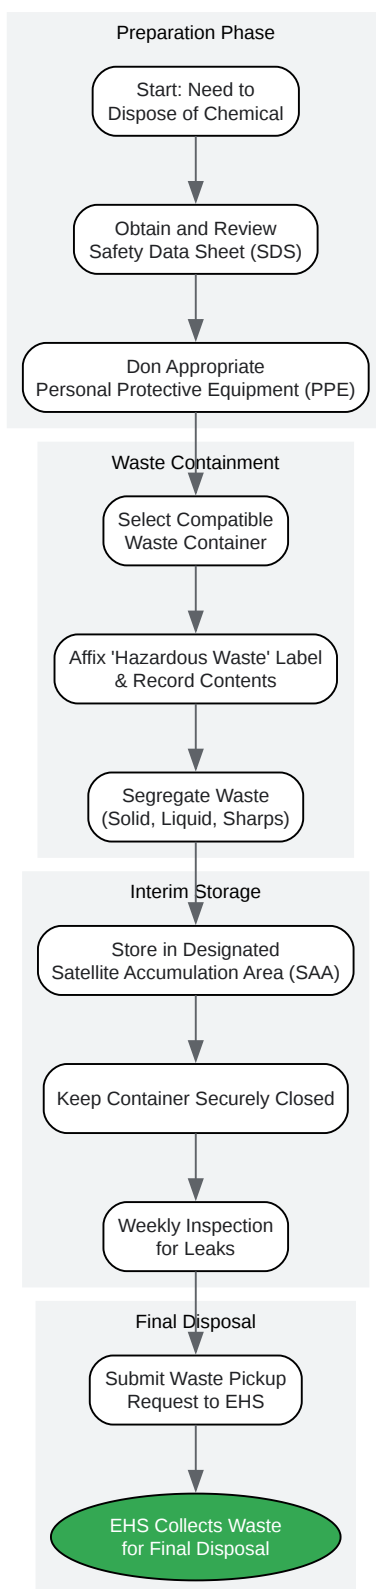 Preparation Phase
Start: Need to
Dispose of Chemical
Obtain and Review
Safety Data Sheet (SDS)
Don Appropriate
Personal Protective Equipment (PPE)
Waste Containment
Select Compatible
Waste Container
Affix 'Hazardous Waste' Label
& Record Contents
Segregate Waste
(Solid, Liquid, Sharps)
Interim Storage
Store in Designated
Satellite Accumulation Area (SAA)
Keep Container Securely Closed
Weekly Inspection
for Leaks
Final Disposal
Submit Waste Pickup
Request to EHS
EHS Collects Waste
for Final Disposal